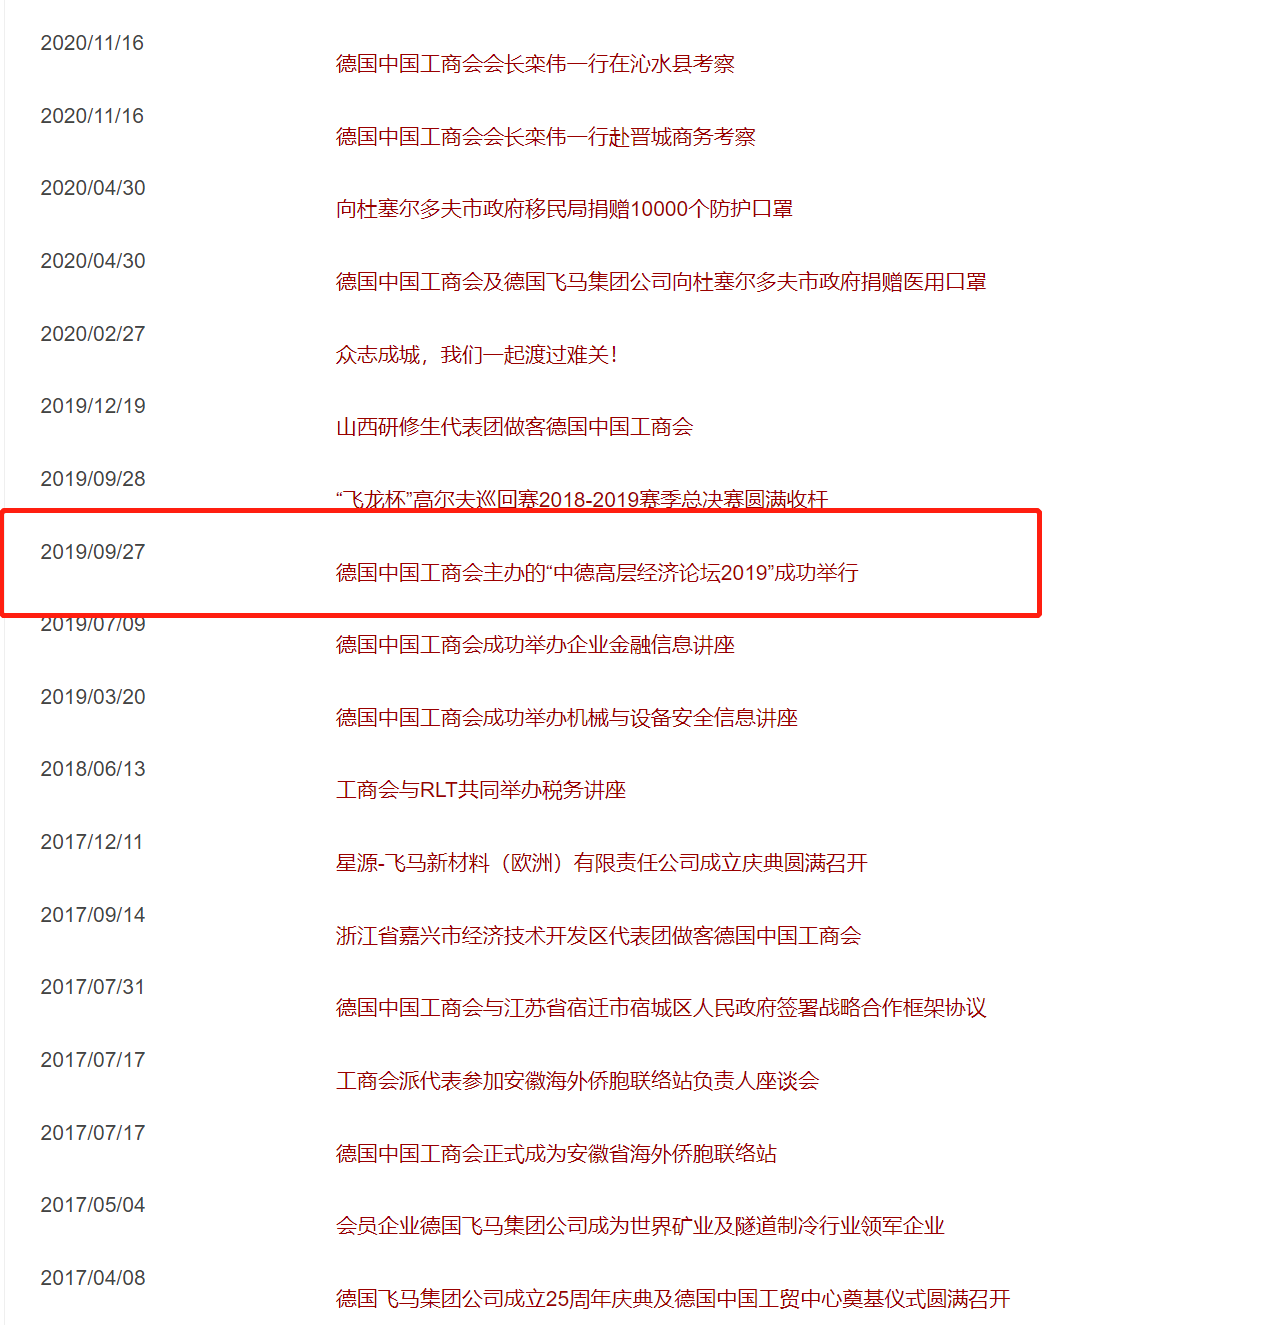 2020/11/16
德国中国工商会会长栾伟一行在沁水县考察
2020/11/16
德国中国工商会会长栾伟一行赴晋城商务考察
2020/04/30
向杜塞尔多夫市政府移民局捐赠10000个防护口罩
2020/04/30
德国中国工商会及德国飞马集团公司向杜塞尔多夫市政府捐赠医用口罩
2020/02/27
众志成城，我们一起渡过难关！
2019/12/19
山西研修生代表团做客德国中国工商会
2019/09/28
“飞龙杯”高尔夫巡回赛2018-2019赛季总决赛圆满收杆
2019/09/27
德国中国工商会主办的“中德高层经济论坛2019”成功举行
2019/07/09
德国中国工商会成功举办企业金融信息讲座
2019/03/20
德国中国工商会成功举办机械与设备安全信息讲座
2018/06/13
工商会与RLT共同举办税务讲座
2017/12/11
星源-飞马新材料（欧洲）有限责任公司成立庆典圆满召开
2017/09/14
浙江省嘉兴市经济技术开发区代表团做客德国中国工商会
2017/07/31
德国中国工商会与江苏省宿迁市宿城区人民政府签署战略合作框架协议
2017/07/17
工商会派代表参加安徽海外侨胞联络站负责人座谈会
2017/07/17
德国中国工商会正式成为安徽省海外侨胞联络站
2017/05/04
会员企业德国飞马集团公司成为世界矿业及隧道制冷行业领军企业
2017/04/08
德国飞马集团公司成立25周年庆典及德国中国工贸中心奠基仪式圆满召开